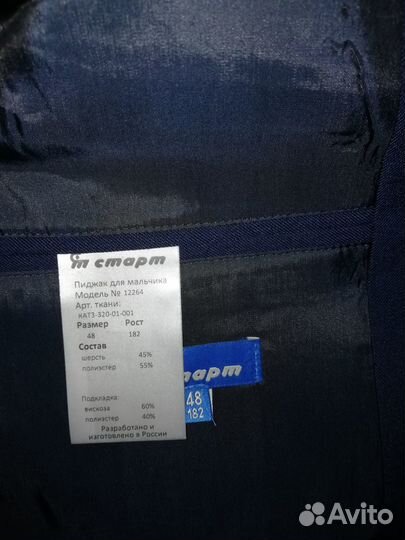 старт
Пиджак для мальчика
Модель № 12264
Арт. ткани:
КАТЗ-320-01-001
Размер Рост
48 182
Состав
шерсть 45%
полиэстер 55%
Подкладка:
вискоза 60%
полиэстер 40%
Разработано и
изготовлено в России
старт
48
182
Avito